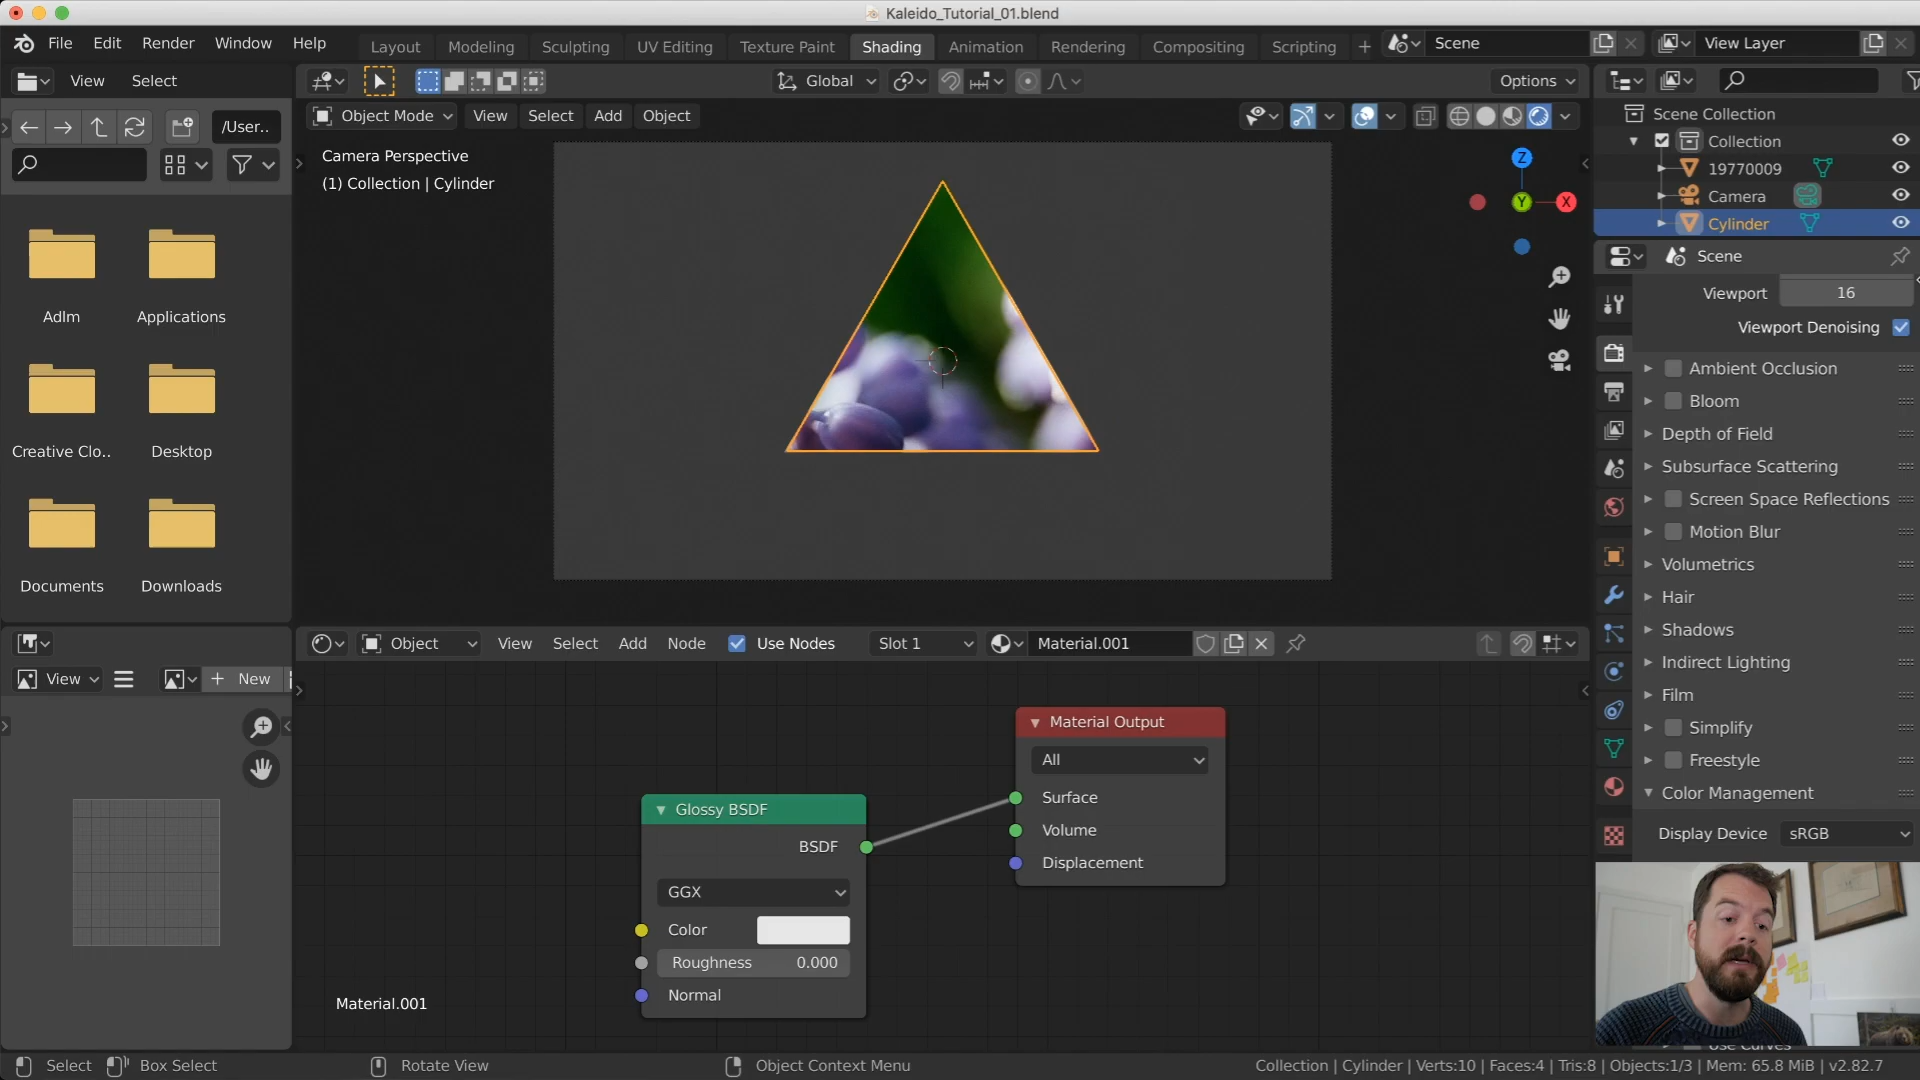 Kaleido_Tutorial_01.blend
File Edit Render Window Help
Layout Modeling Sculpting UV Editing Texture Paint Shading Animation Rendering Compositing Scripting
Scene
View Layer
View Select
Global
Options
Object Mode View Select Add Object
/User..
Camera Perspective
(1) Collection | Cylinder
Z
Y
X
Adlm
Applications
Creative Clo..
Desktop
Documents
Downloads
Scene Collection
Collection
19770009
Camera
Cylinder
Scene
Viewport 16
Viewport Denoising
Ambient Occlusion
Bloom
Depth of Field
Subsurface Scattering
Screen Space Reflections
Motion Blur
Volumetrics
Hair
Shadows
Indirect Lighting
Film
Simplify
Freestyle
Color Management
Display Device sRGB
Use Curves
View
New
Object View Select Add Node Use Nodes Slot 1 Material.001
Material Output
All
Surface
Volume
Displacement
Glossy BSDF
BSDF
GGX
Color
Roughness 0.000
Normal
Material.001
Select Box Select Rotate View Object Context Menu
Collection | Cylinder | Verts:10 | Faces:4 | Tris:8 | Objects:1/3 | Mem: 65.8 MiB | v2.82.7